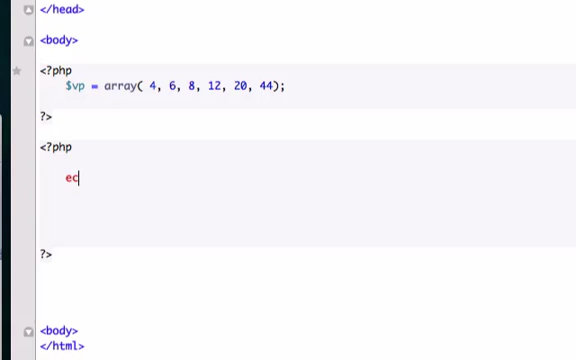 </head>
<body>
<?php
$vp = array( 4, 6, 8, 12, 20, 44);
?>
<?php
ec
?>
<body>
</html>